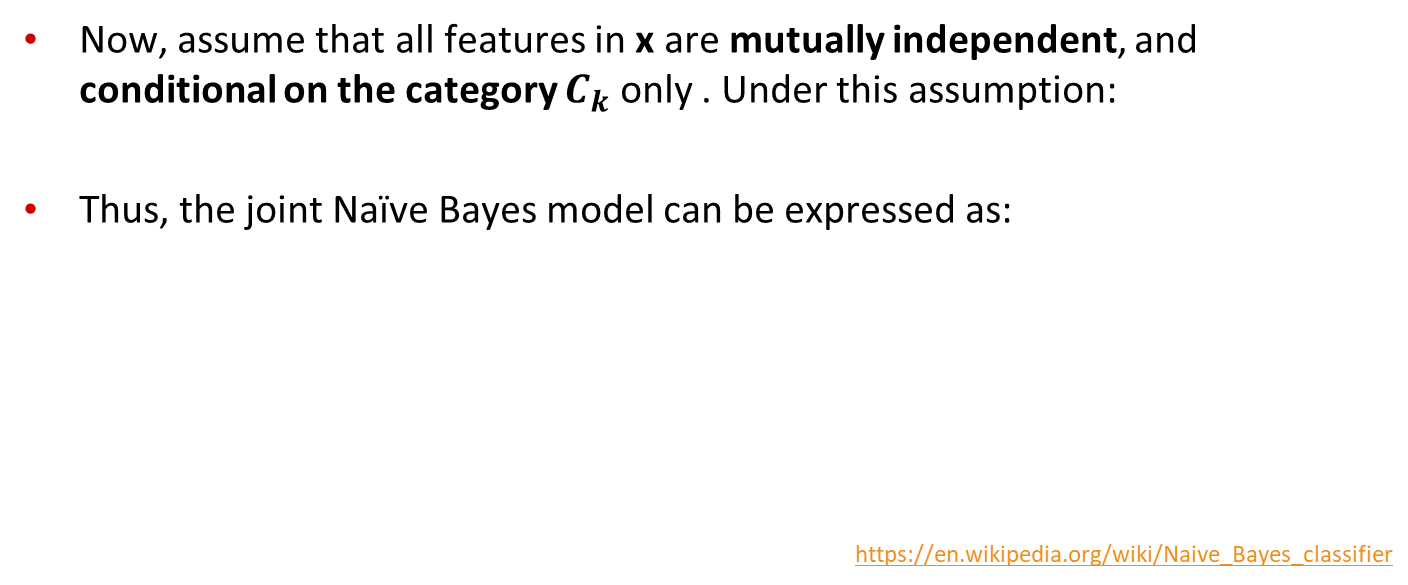 • Now, assume that all features in x are mutually independent, and
conditional on the category Cₖ only . Under this assumption:
• Thus, the joint Naïve Bayes model can be expressed as:
https://en.wikipedia.org/wiki/Naive_Bayes_classifier